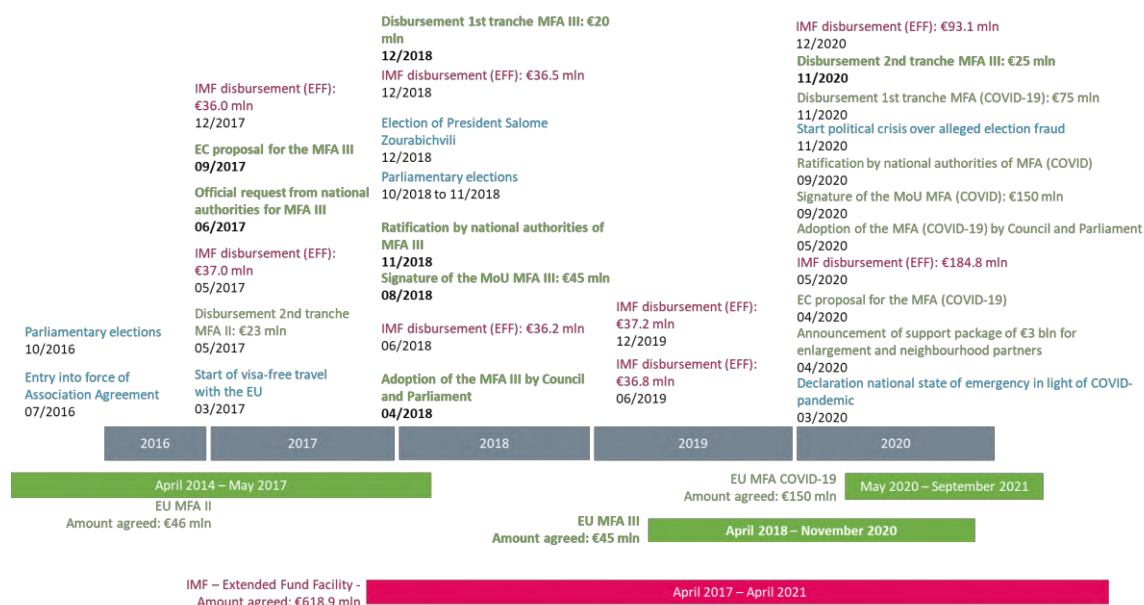 Parliamentary elections
10/2016
Entry into force of
Association Agreement
07/2016
IMF disbursement (EFF):
€36.0 mln
12/2017
EC proposal for the MFA III
09/2017
Official request from national
authorities for MFA III
06/2017
IMF disbursement (EFF):
€37.0 mln
05/2017
Disbursement 2nd tranche
MFA II: €23 mln
05/2017
Start of visa-free travel
with the EU
03/2017
Disbursement 1st tranche MFA III: €20
mln
12/2018
IMF disbursement (EFF): €36.5 mln
12/2018
Election of President Salome
Zourabichvili
12/2018
Parliamentary elections
10/2018 to 11/2018
Ratification by national authorities of
MFA III
11/2018
Signature of the MoU MFA III: €45 mln
08/2018
IMF disbursement (EFF): €36.2 mln
06/2018
Adoption of the MFA III by Council
and Parliament
04/2018
IMF disbursement (EFF):
€37.2 mln
12/2019
IMF disbursement (EFF):
€36.8 mln
06/2019
IMF disbursement (EFF): €93.1 mln
12/2020
Disbursement 2nd tranche MFA III: €25 mln
11/2020
Disbursement 1st tranche MFA (COVID-19): €75 mln
11/2020
Start political crisis over alleged election fraud
11/2020
Ratification by national authorities of MFA (COVID)
09/2020
Signature of the MoU MFA (COVID): €150 mln
09/2020
Adoption of the MFA (COVID-19) by Council and Parliament
05/2020
IMF disbursement (EFF): €184.8 mln
05/2020
EC proposal for the MFA (COVID-19)
04/2020
Announcement of support package of €3 bln for
enlargement and neighbourhood partners
04/2020
Declaration national state of emergency in light of COVID-
pandemic
03/2020
2016
2017
2018
2019
2020
April 2014 – May 2017
EU MFA II
Amount agreed: €46 mln
EU MFA COVID-19
Amount agreed: €150 mln
May 2020 – September 2021
EU MFA III
Amount agreed: €45 mln
April 2018 – November 2020
IMF – Extended Fund Facility -
Amount agreed: €618.9 mln
April 2017 – April 2021